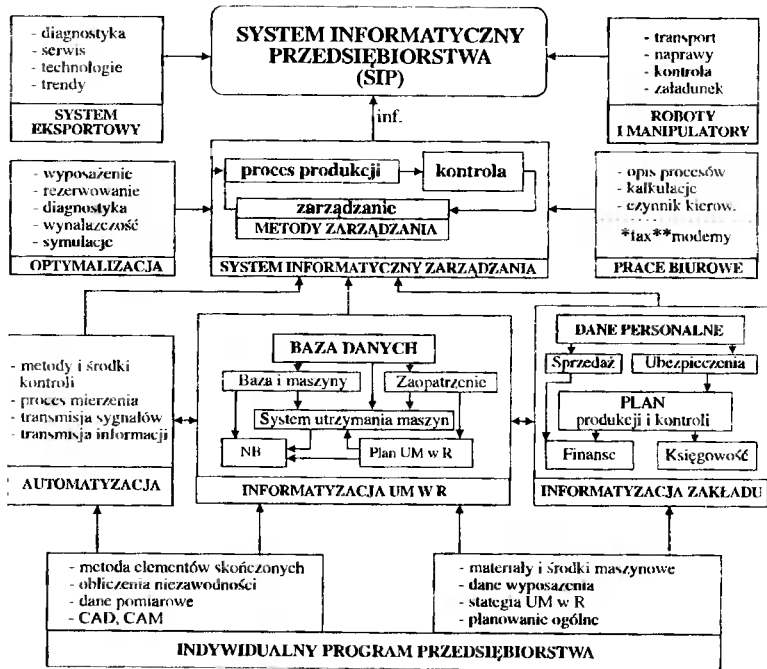 - diagnostyka
- serwis
- technologie
- trendy
SYSTEM
EKSPORTOWY
SYSTEM INFORMATYCZNY
PRZEDSIĘBIORSTWA
(SIP)
- transport
- naprawy
- kontrola
- załadunek
ROBOTY
I MANIPULATORY
inf.
- wyposażenie
- rezerwowanie
- diagnostyka
- wynalazczość
- symulacje
OPTYMALIZACJA
proces produkcji
kontrola
zarządzanie
METODY ZARZĄDZANIA
SYSTEM INFORMATYCZNY ZARZĄDZANIA
- opis procesów
- kalkulacje
- czynnik kierow.
*fax**modemy
PRACE BIUROWE
- metody i środki
kontroli
- proces mierzenia
- transmisja sygnałów
- transmisja informacji
AUTOMATYZACJA
BAZA DANYCH
Baza i maszyny
Zaopatrzenie
System utrzymania maszyn
NB
Plan UM w R
INFORMATYZACJA UM W R
DANE PERSONALNE
Sprzedaż
Ubezpieczenia
PLAN
produkcji i kontroli
Finanse
Księgowość
INFORMATYZACJA ZAKŁADU
- metoda elementów skończonych
- obliczenia niezawodności
- dane pomiarowe
- CAD, CAM
- materiały i środki maszynowe
- dane wyposażenia
- stategia UM w R
- planowanie ogólne
INDYWIDUALNY PROGRAM PRZEDSIĘBIORSTWA